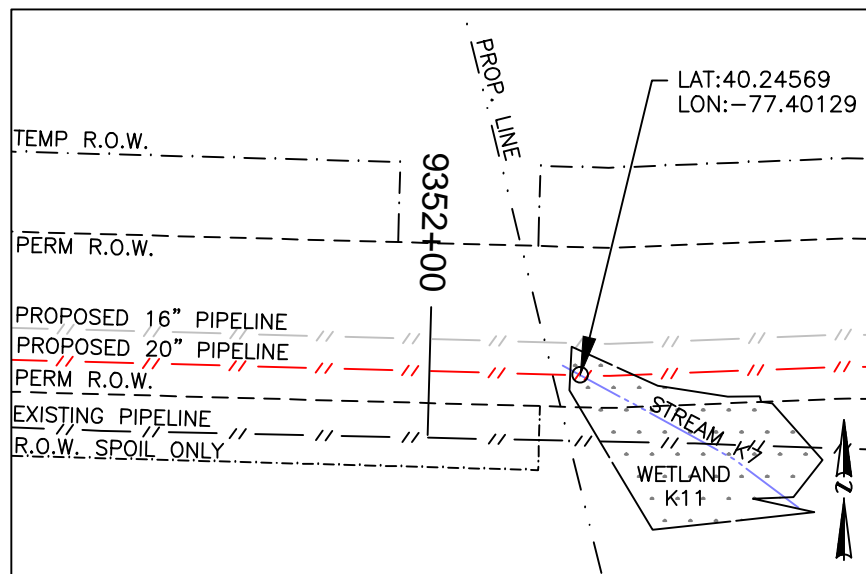 PROP. LINE
LAT:40.24569
LON:-77.40129
TEMP R.O.W.
9352+00
PERM R.O.W.
PROPOSED 16" PIPELINE
PROPOSED 20" PIPELINE
PERM R.O.W.
EXISTING PIPELINE
R.O.W. SPOIL ONLY
STREAM K7
WETLAND
K11
N